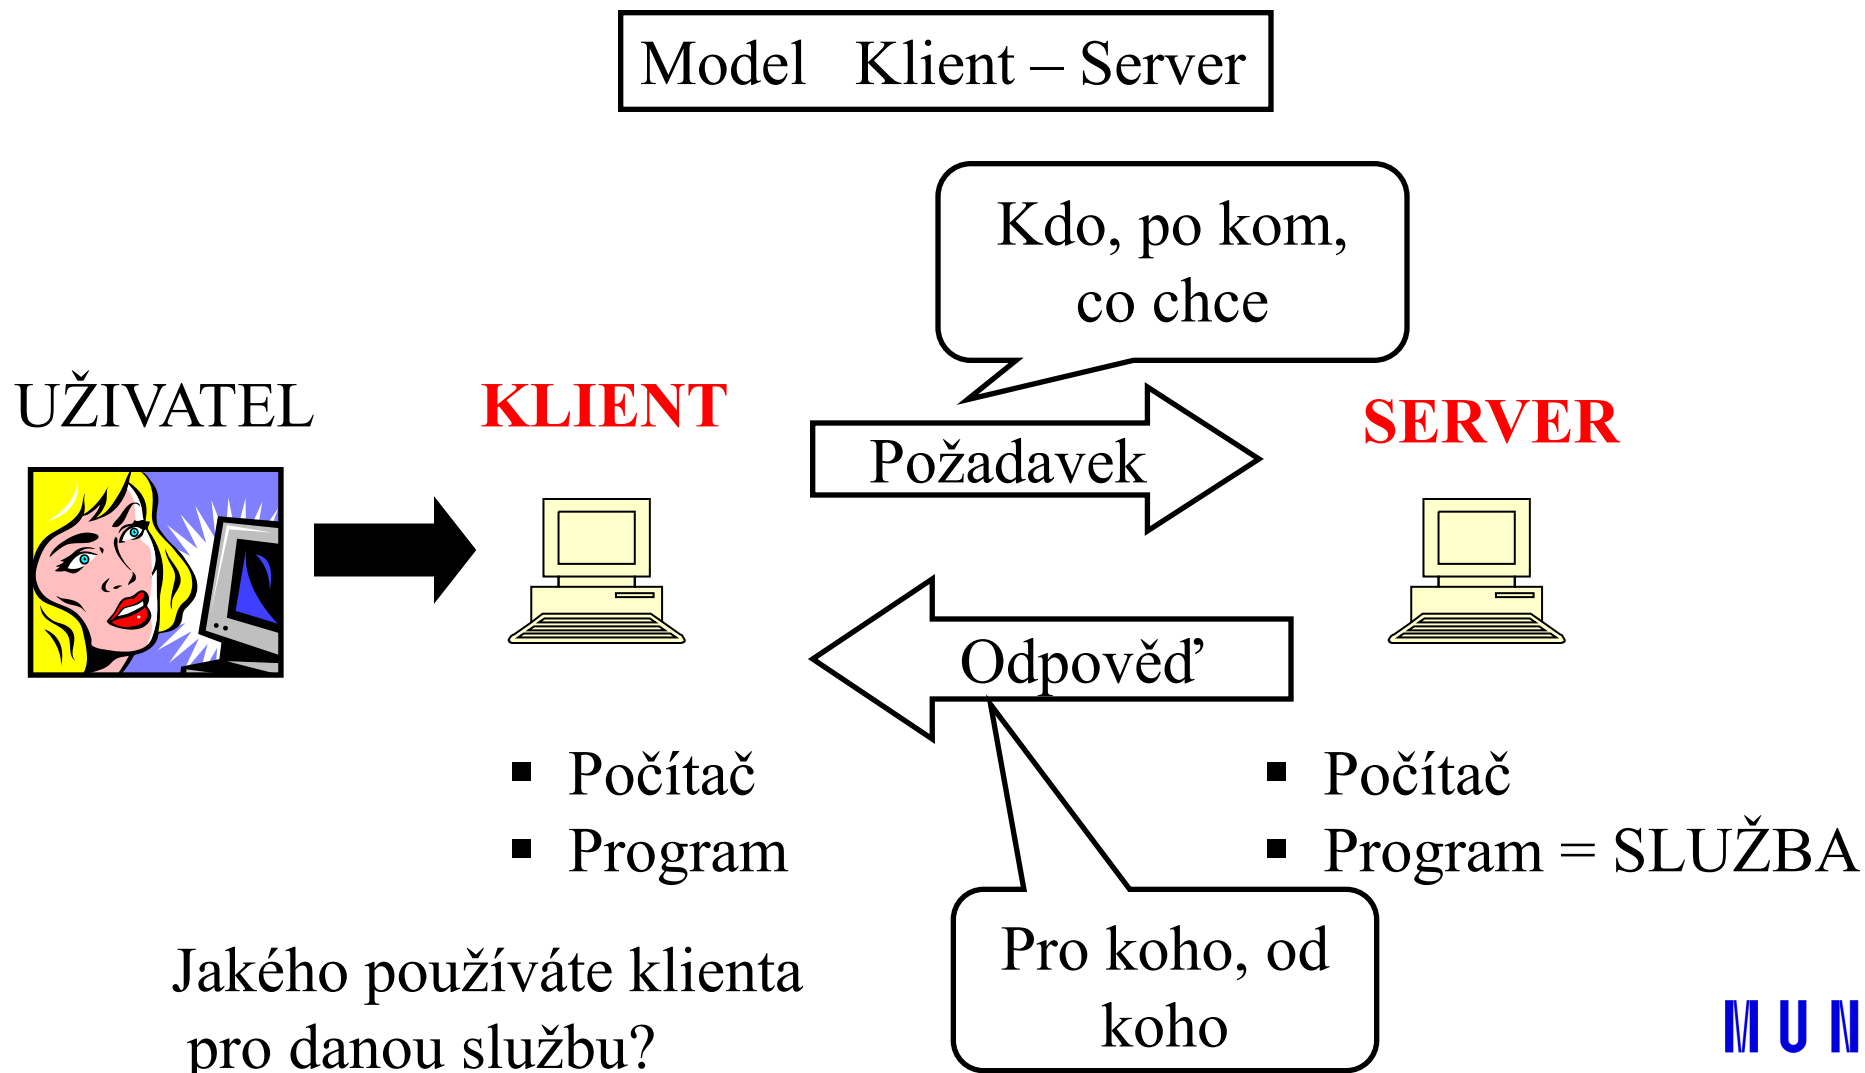 Model Klient – Server
Kdo, po kom,
co chce
UŽIVATEL
KLIENT
SERVER
Požadavek
Odpověď
▪ Počítač
▪ Program
▪ Počítač
▪ Program = SLUŽBA
Pro koho, od
koho
Jakého používáte klienta
pro danou službu?
MUN